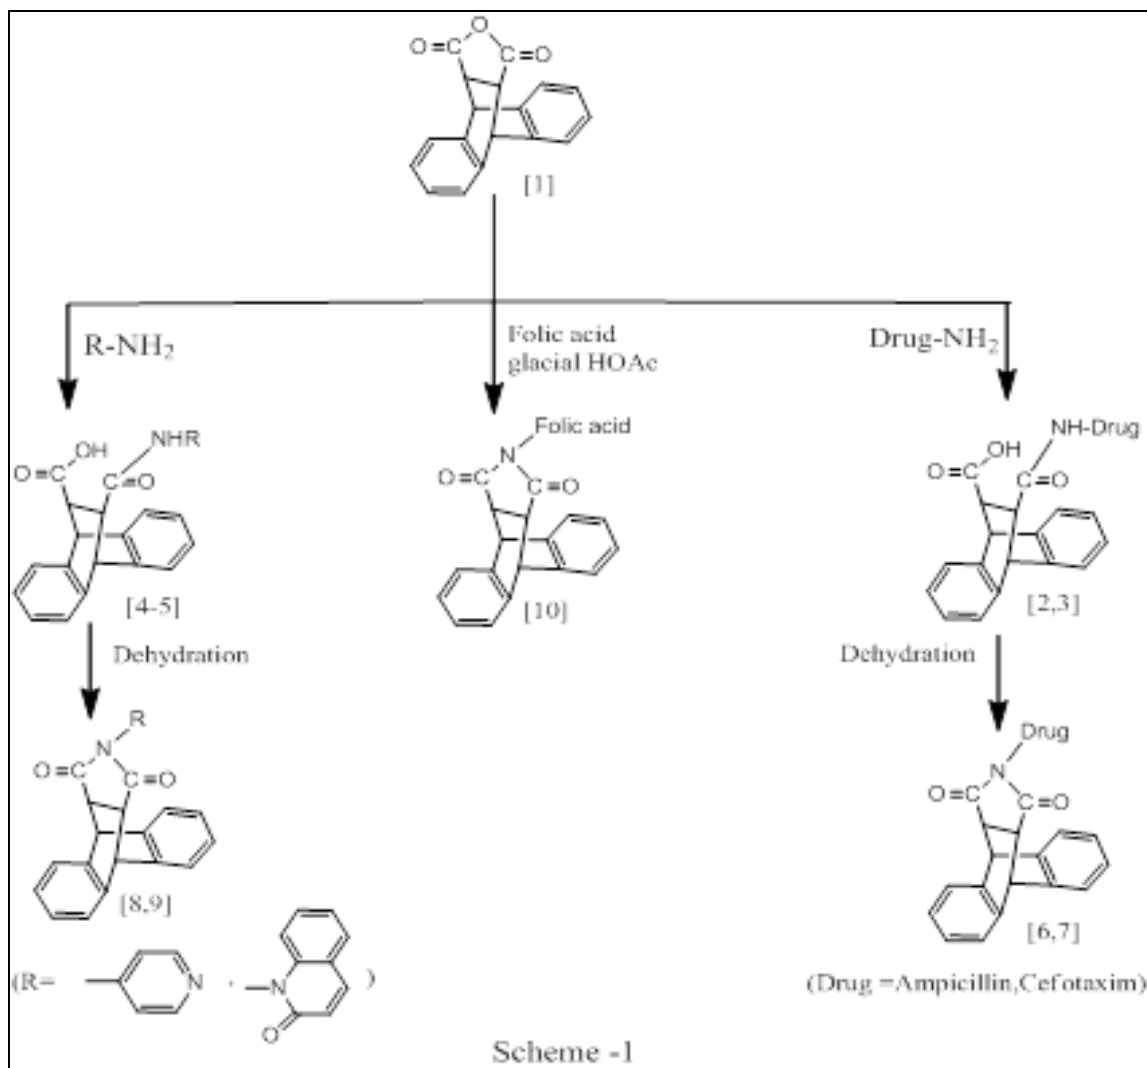 O
O=C C=O
[1]
R-NH2
Folic acid
glacial HOAc
Drug-NH2
OH NHR
O=C C=O
[4-5]
Folic acid
N
O=C C=O
[10]
OH NH-Drug
O=C C=O
[2,3]
Dehydration
Dehydration
R
N
O=C C=O
[8,9]
Drug
N
O=C C=O
[6,7]
(R= N , N O )
(Drug =Ampicillin,Cefotaxim)
Scheme -1